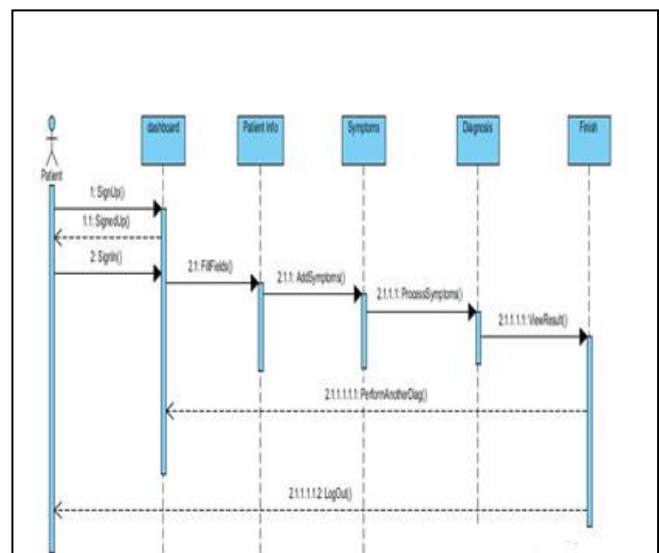 dashboard
Patient Info
Symptoms
Diagnosis
Finish
Patient
1: SignUp()
1.1: SignedUp()
2: SignIn()
2.1: FillFields()
2.1.1: AddSymptoms()
2.1.1.1: ProcessSymptoms()
2.1.1.1.1: ViewResult()
2.1.1.1.1.1: PerformAnotherDiag()
2.1.1.1.1.2: LogOut()